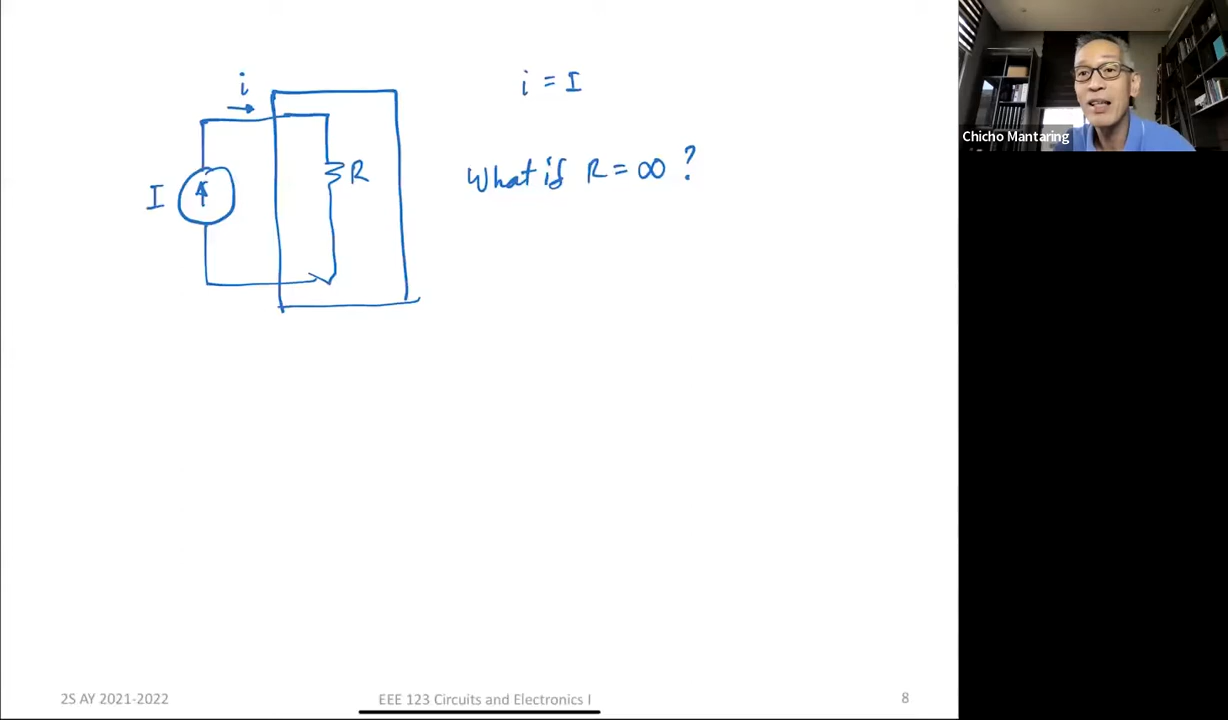 i
i = I
I
R
What if R = ∞ ?
Chicho Mantaring
2S AY 2021-2022
EEE 123 Circuits and Electronics I
8